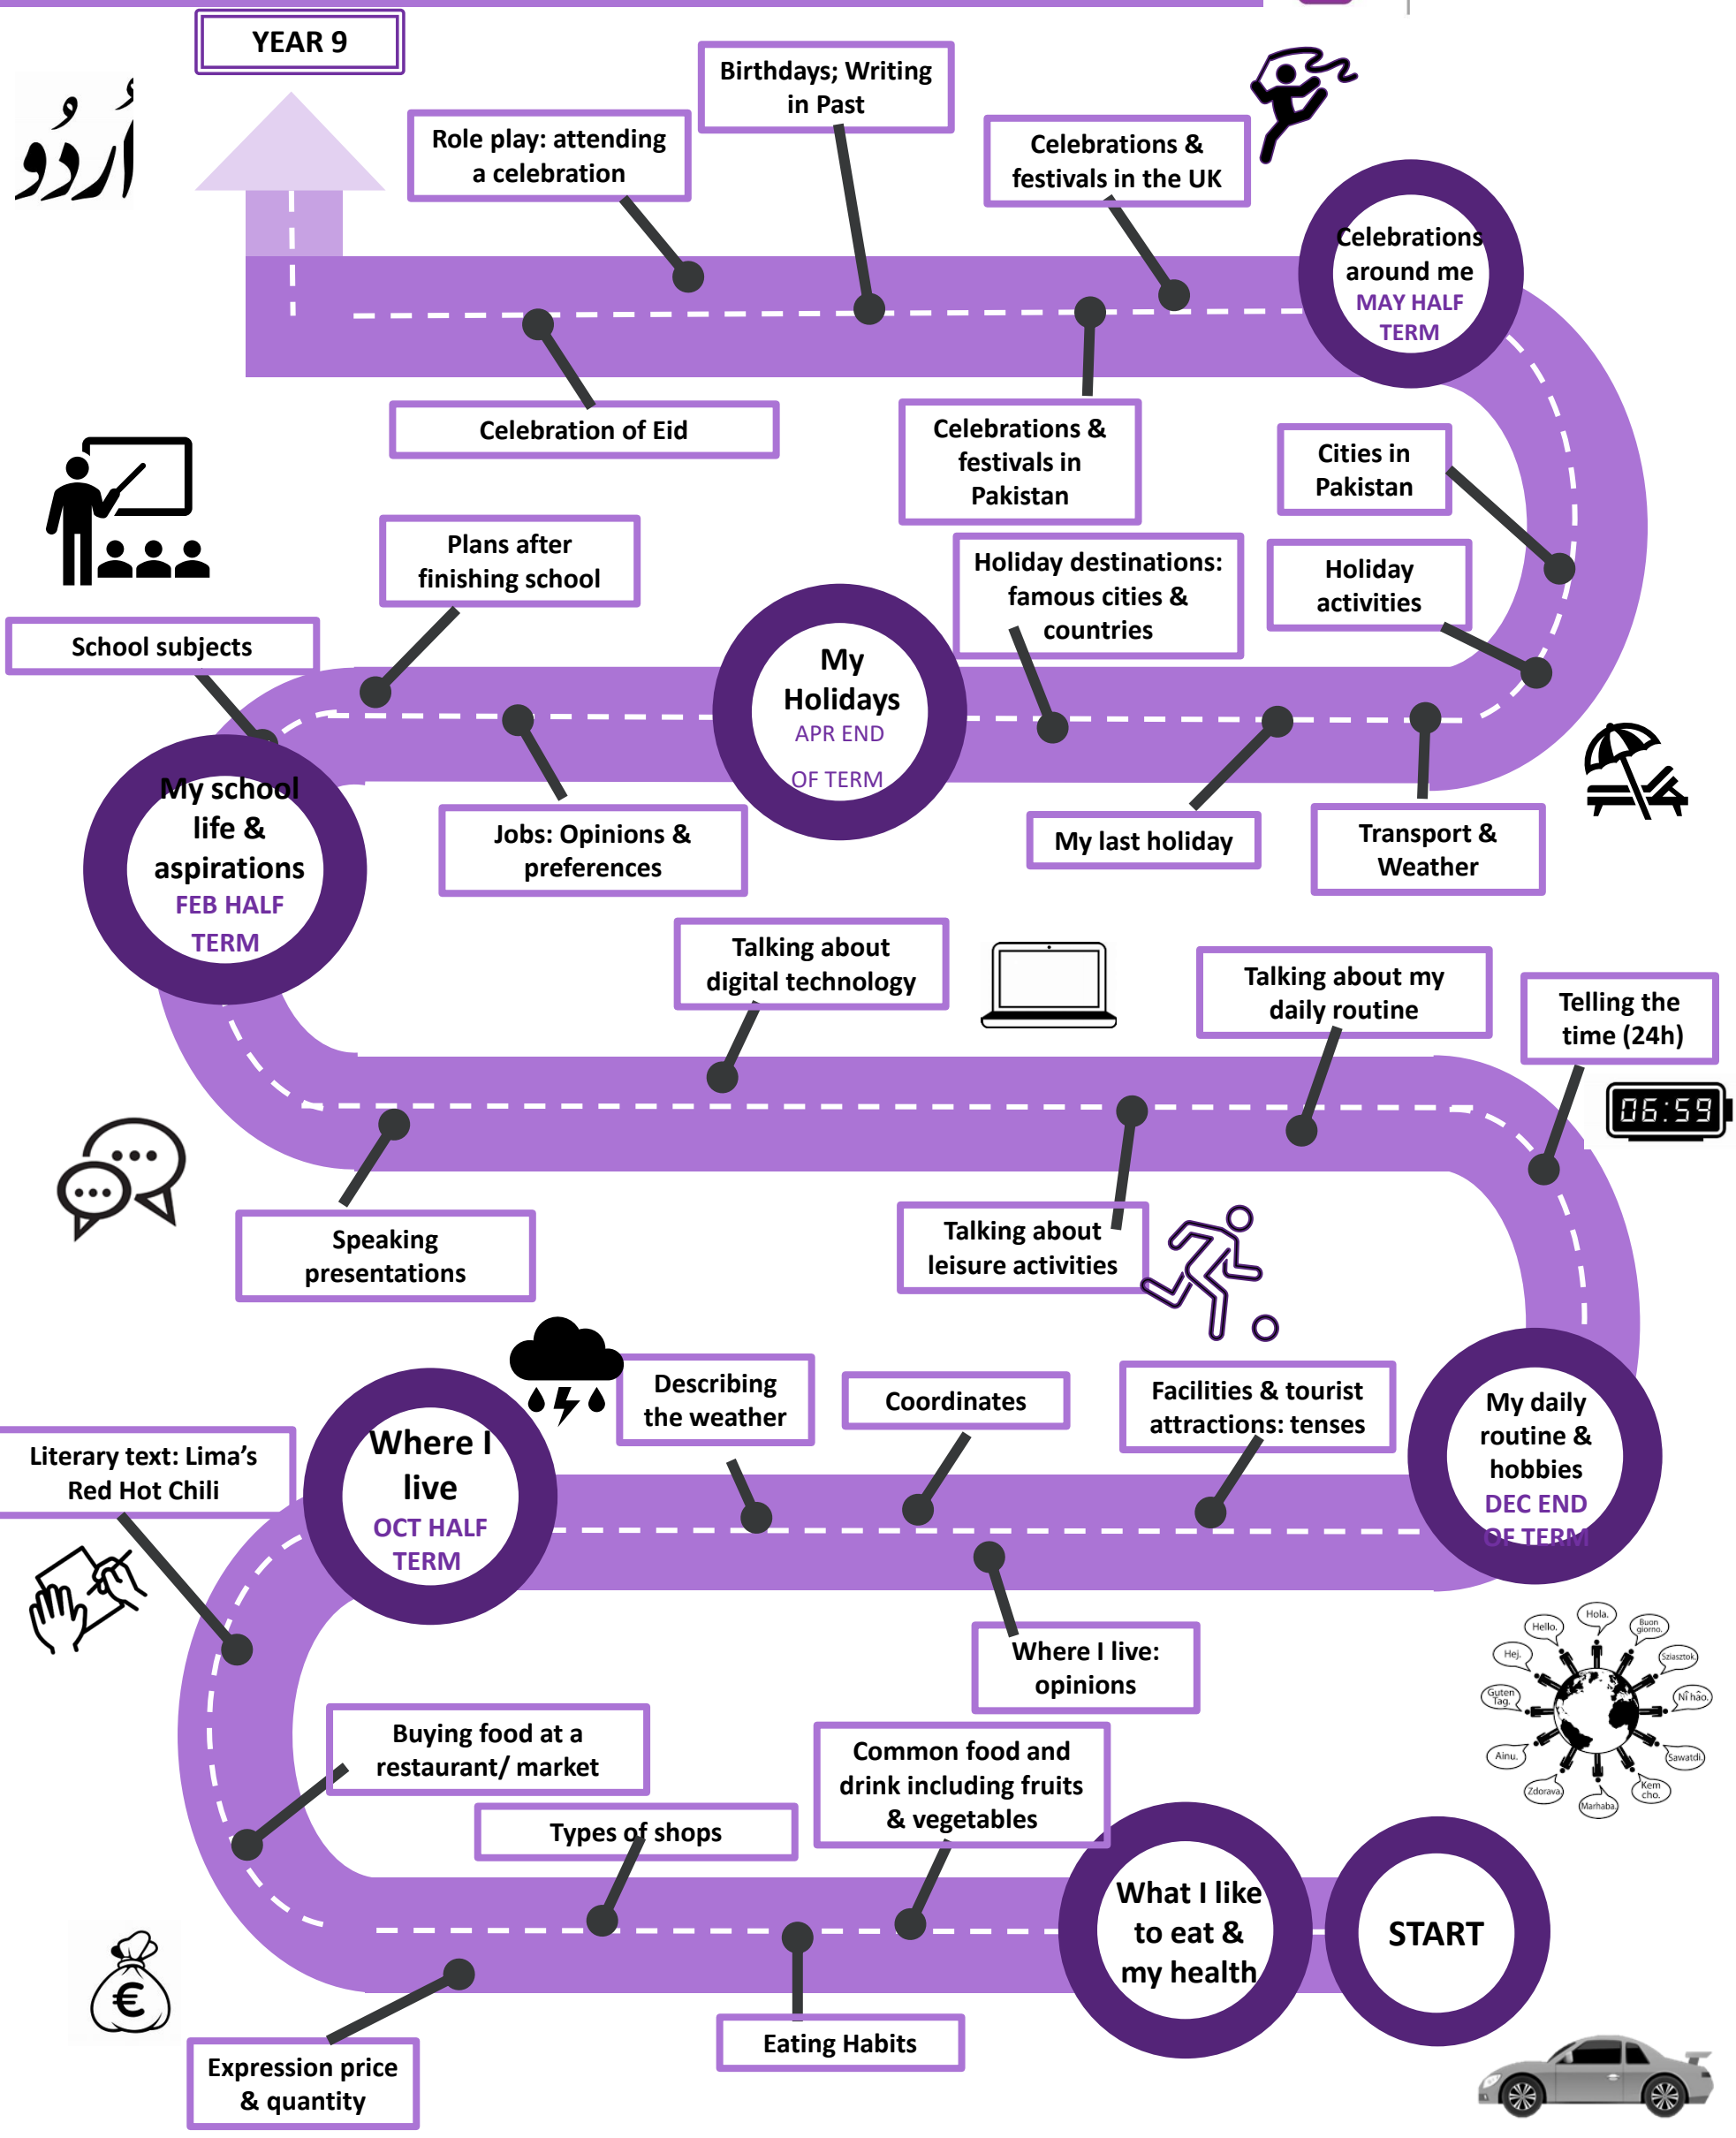 YEAR 9
اُردُو
Birthdays; Writing
in Past
Role play: attending
a celebration
Celebrations &
festivals in the UK
Celebrations
around me
MAY HALF
TERM
Celebration of Eid
Celebrations &
festivals in
Pakistan
Cities in
Pakistan
Plans after
finishing school
Holiday destinations:
famous cities &
countries
Holiday
activities
School subjects
My
Holidays
APR END
OF TERM
My school
life &
aspirations
FEB HALF
TERM
Jobs: Opinions &
preferences
My last holiday
Transport &
Weather
Talking about
digital technology
Talking about my
daily routine
Telling the
time (24h)
06:59
Speaking
presentations
Talking about
leisure activities
Describing
the weather
Coordinates
Facilities & tourist
attractions: tenses
My daily
routine &
hobbies
DEC END
OF TERM
Where I
live
OCT HALF
TERM
Literary text: Lima's
Red Hot Chili
Where I live:
opinions
Hola.
Hello.
Buon
giorno.
Hej.
Sziasztok.
Guten
Tag.
Nĭ hăo.
Ainu.
Sawatdi.
Zdorava.
Kem
cho.
Marhaba.
Buying food at a
restaurant/ market
Common food and
drink including fruits
& vegetables
Types of shops
What I like
to eat &
my health
START
€
Eating Habits
Expression price
& quantity